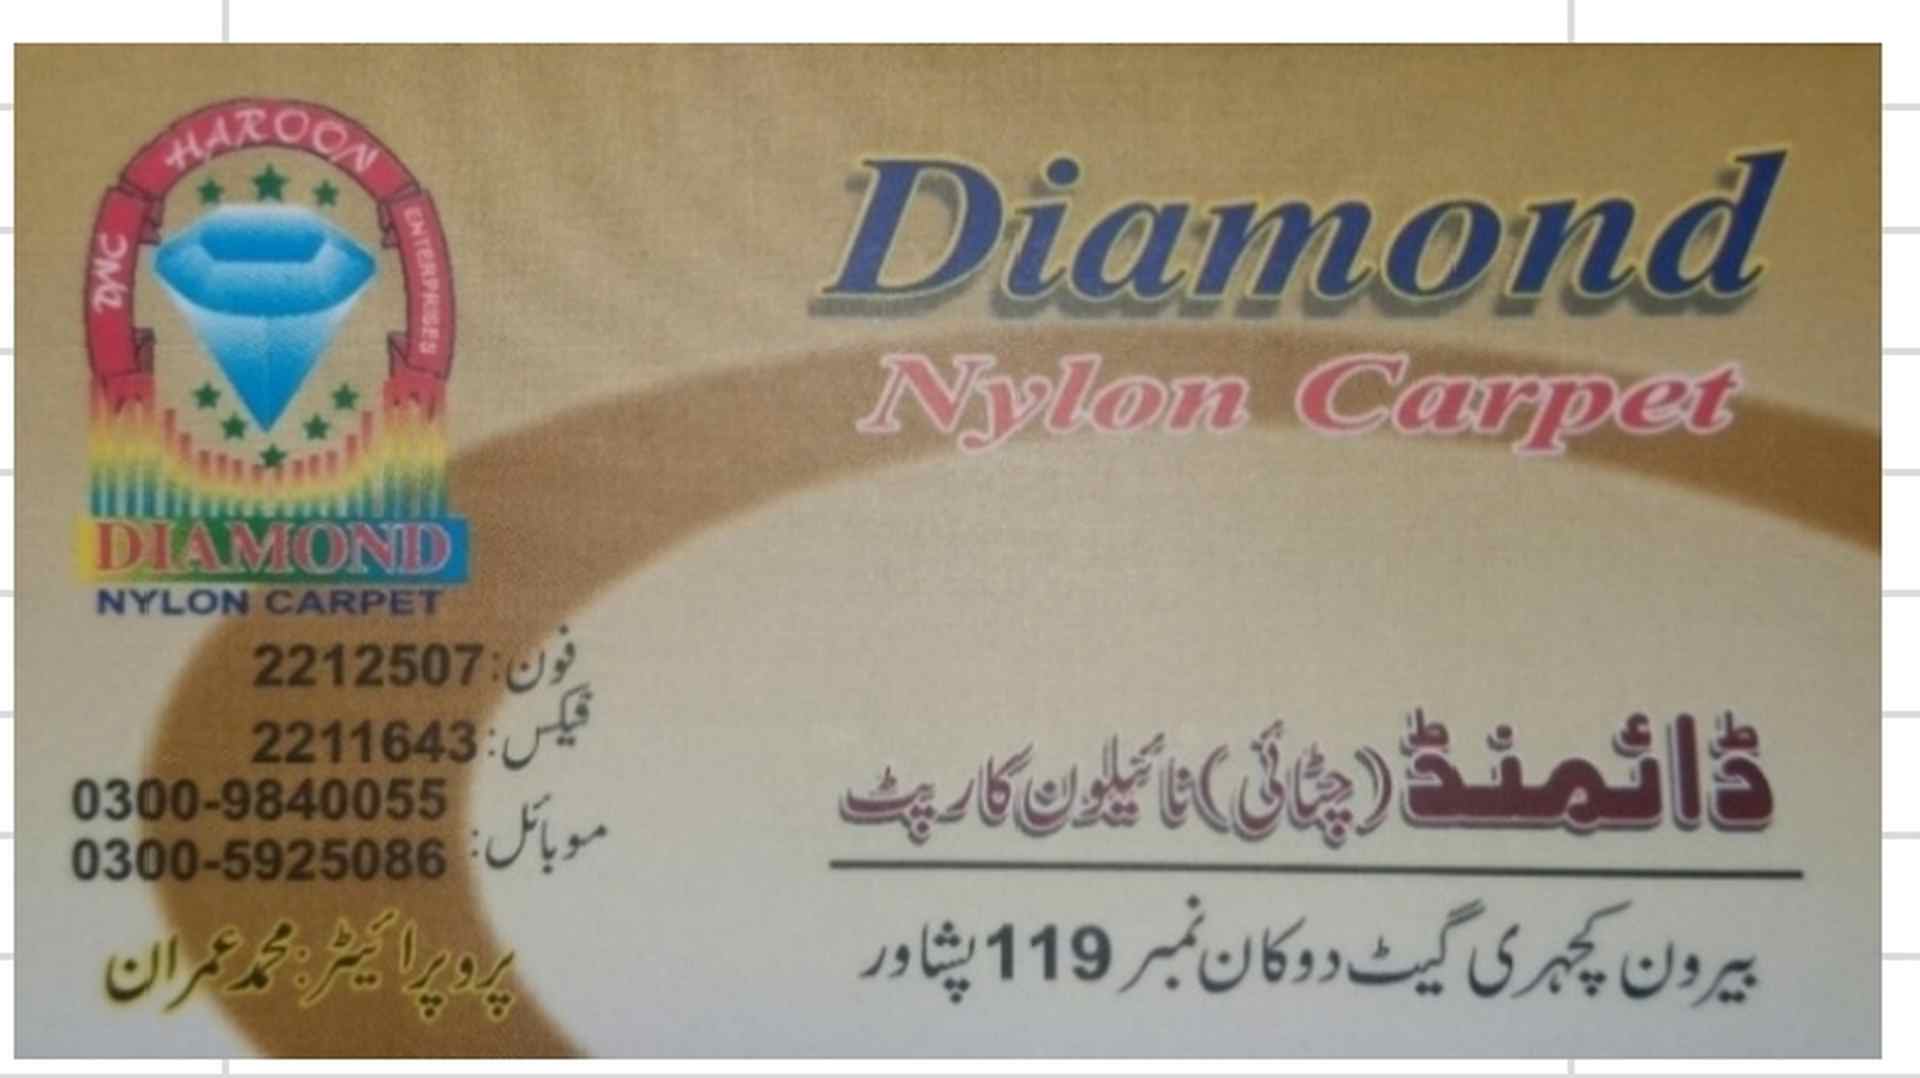 DNC HAROON ENTERPRISES
DIAMOND
NYLON CARPET
Diamond
Nylon Carpet
فون: 2212507
فیکس: 2211643
موبائل: 0300-9840055
0300-5925086
پروپرائیٹر: محمد عمران
ڈائمنڈ (چٹائی) نائیلون کارپٹ
بیرون کچہری گیٹ دوکان نمبر 119 پشاور